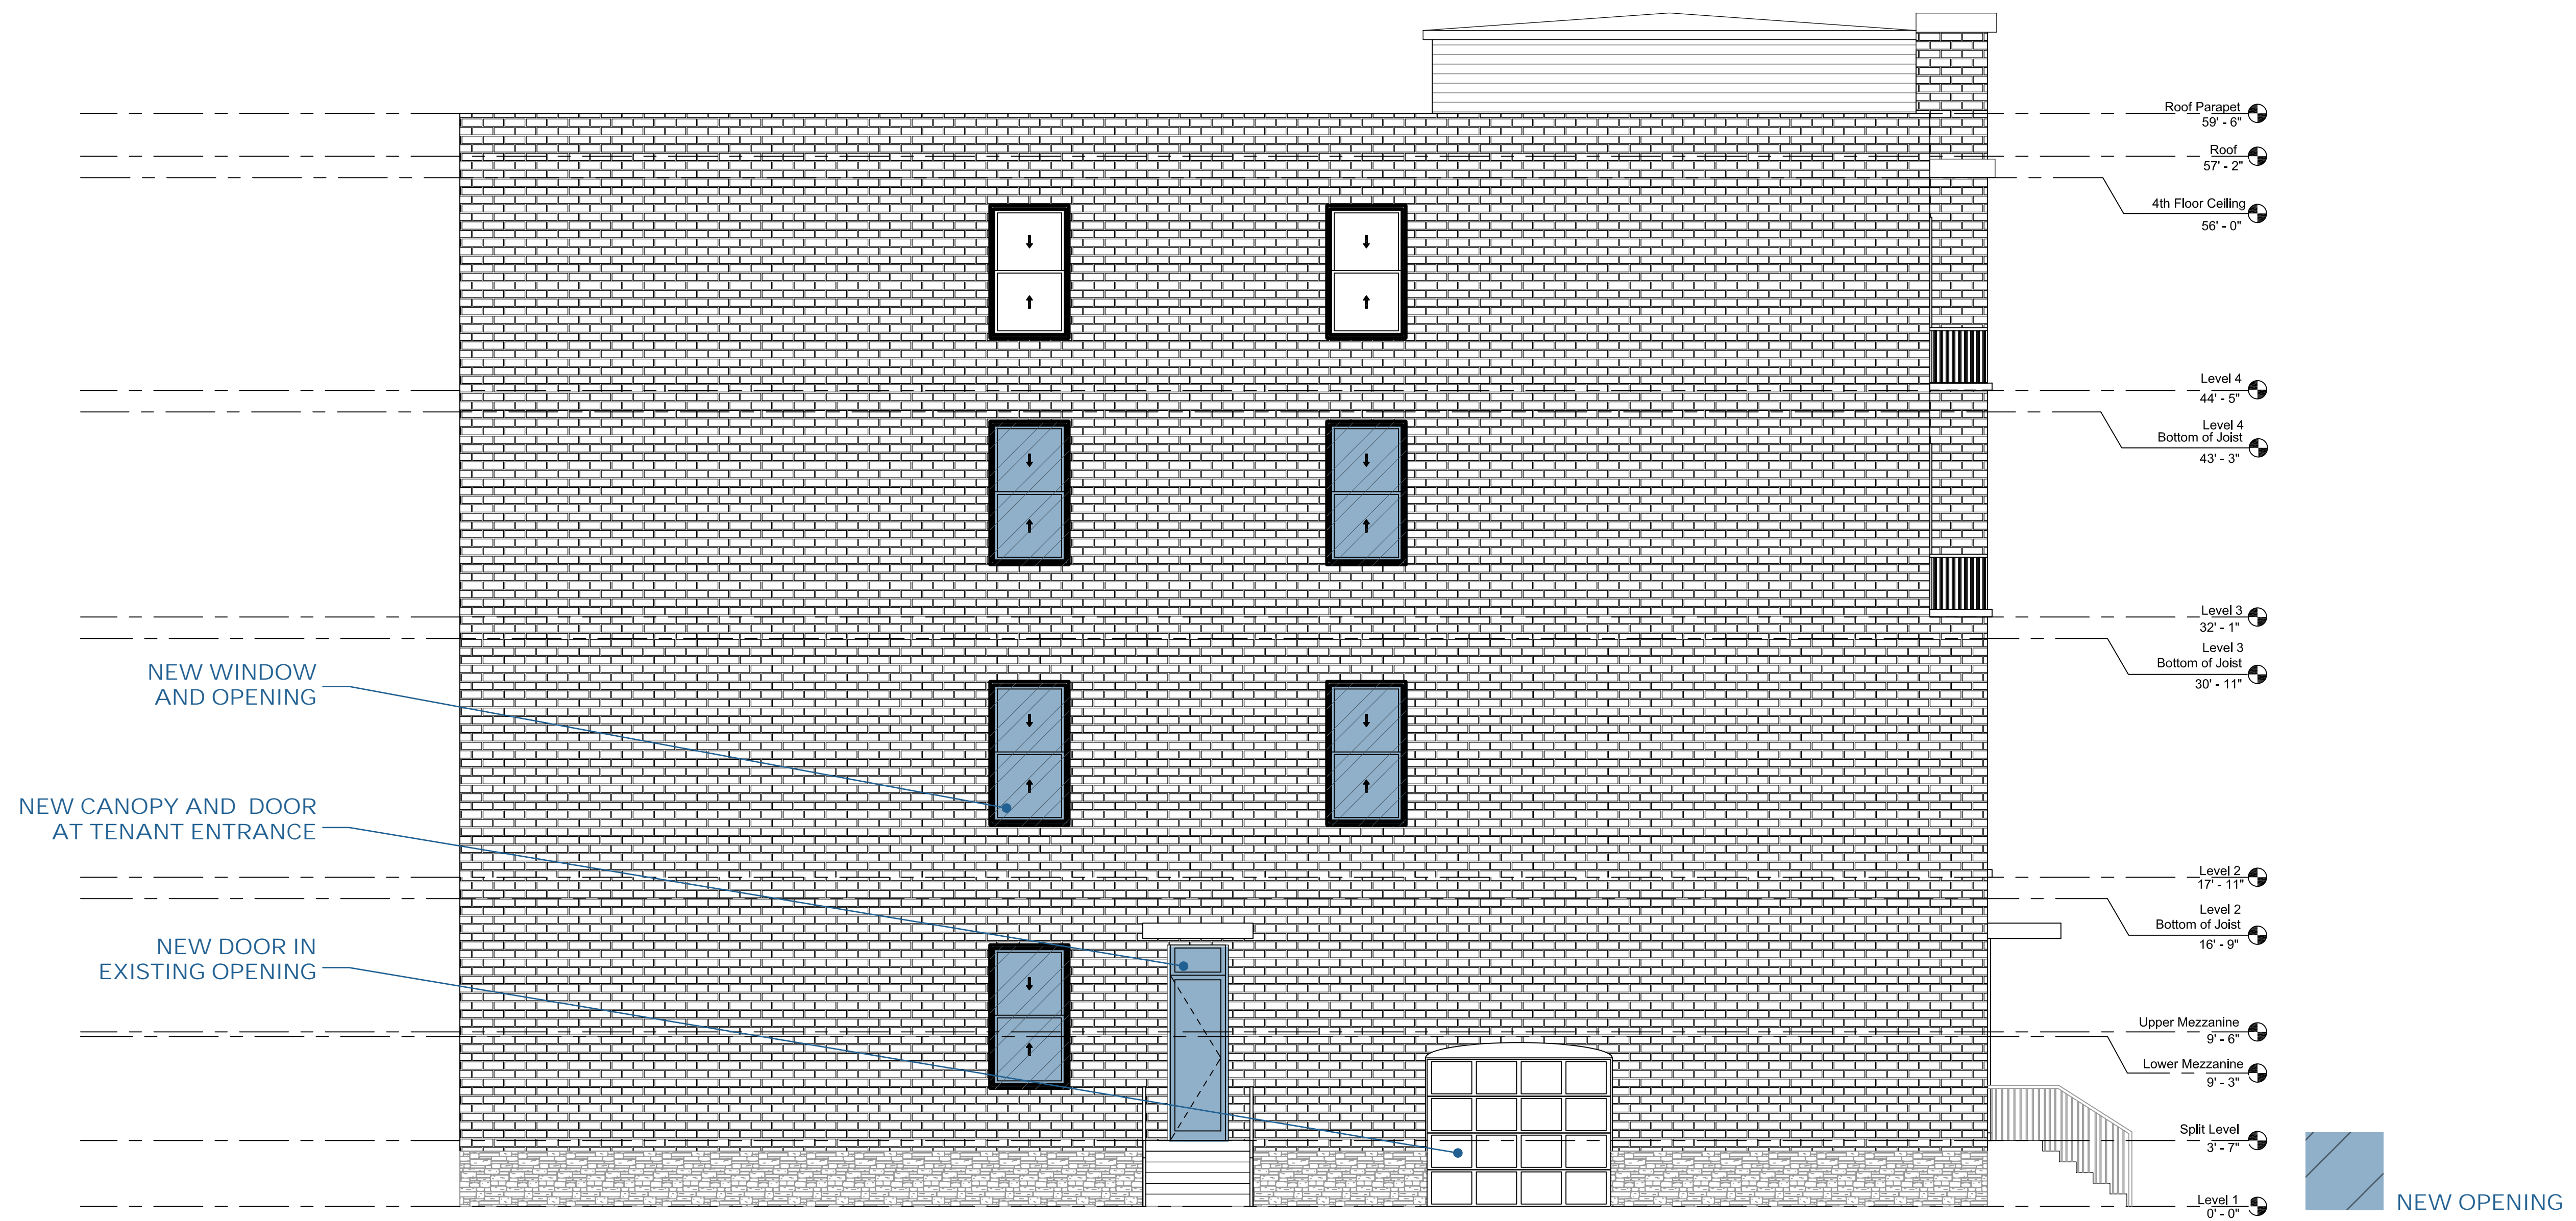 Roof Parapet
59' - 6"
Roof
57' - 2"
4th Floor Ceiling
56' - 0"
Level 4
44' - 5"
Level 4
Bottom of Joist
43' - 3"
Level 3
32' - 1"
Level 3
Bottom of Joist
30' - 11"
NEW WINDOW
AND OPENING
NEW CANOPY AND DOOR
AT TENANT ENTRANCE
Level 2
17' - 11"
Level 2
Bottom of Joist
16' - 9"
NEW DOOR IN
EXISTING OPENING
Upper Mezzanine
9' - 6"
Lower Mezzanine
9' - 3"
Split Level
3' - 7"
Level 1
0' - 0"
NEW OPENING